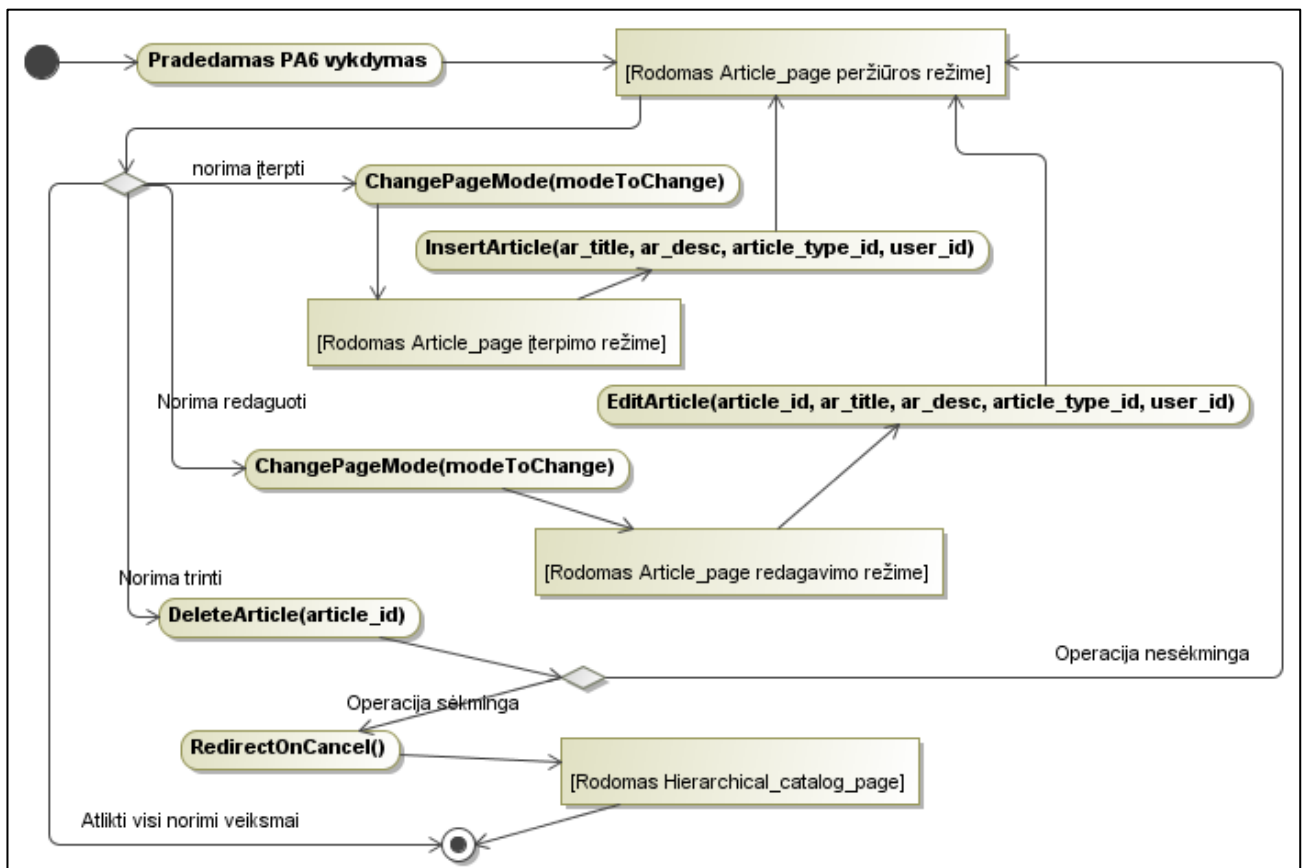 Pradedamas PA6 vykdymas
[Rodomas Article_page peržiūros režime]
norima įterpti
ChangePageMode(modeToChange)
InsertArticle(ar_title, ar_desc, article_type_id, user_id)
[Rodomas Article_page įterpimo režime]
Norima redaguoti
EditArticle(article_id, ar_title, ar_desc, article_type_id, user_id)
ChangePageMode(modeToChange)
[Rodomas Article_page redagavimo režime]
Norima trinti
DeleteArticle(article_id)
Operacija nesėkminga
Operacija sėkminga
RedirectOnCancel()
[Rodomas Hierarchical_catalog_page]
Atlikti visi norimi veiksmai